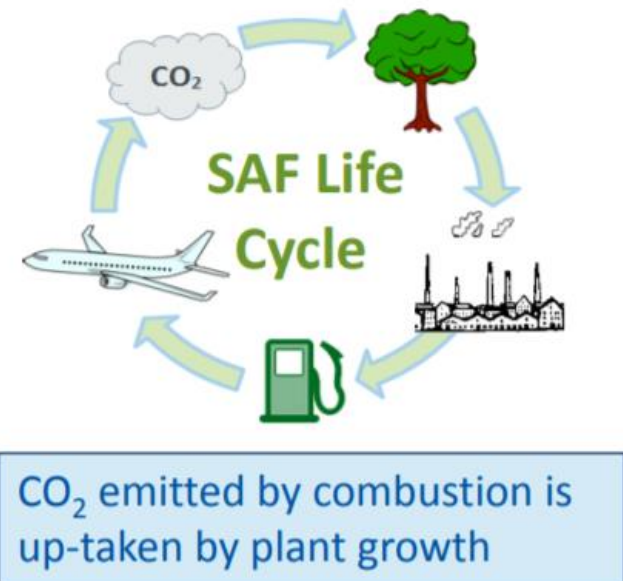 CO₂
SAF Life
Cycle
CO₂ emitted by combustion is
up-taken by plant growth